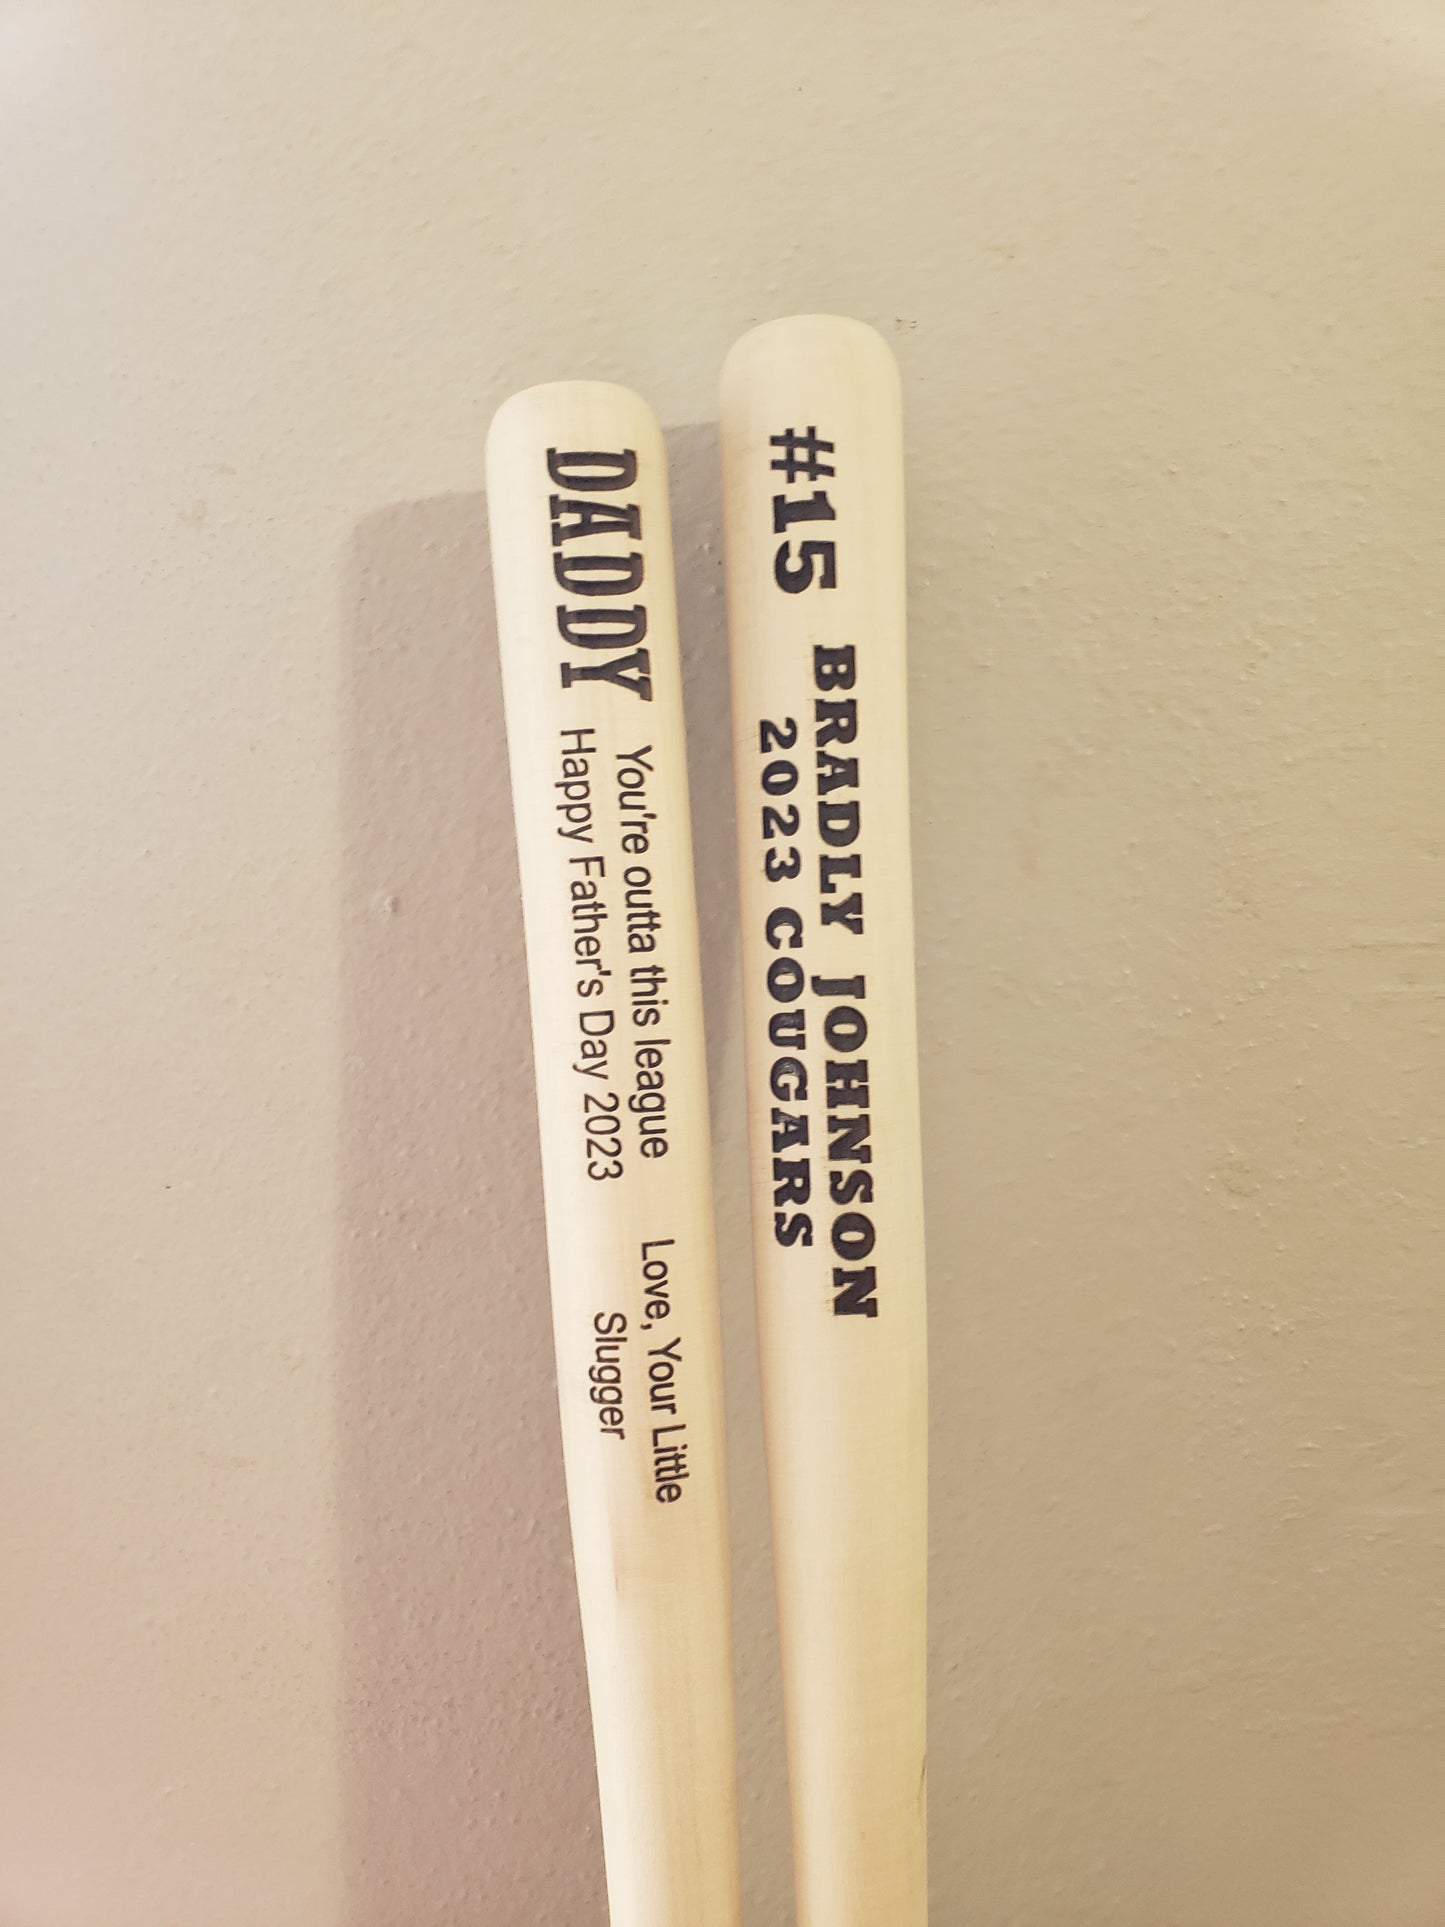 DADDY
You're outta this league
Happy Father's Day 2023
Love, Your Little
Slugger
#15
BRADLY JOHNSON
2023 COUGARS